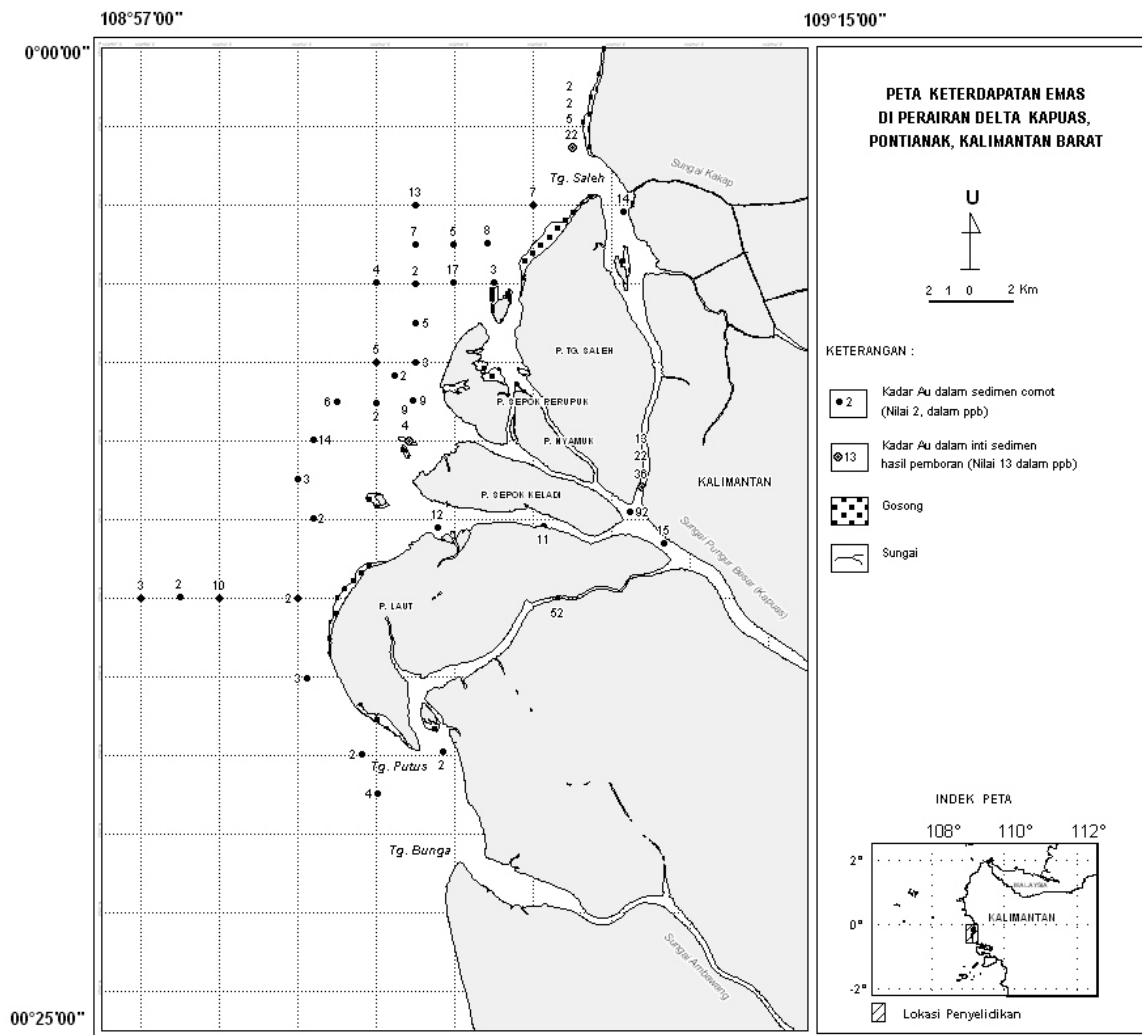 108°57'00"
109°15'00"
0°00'00"
00°25'00"
2
2
5
22
Tg. Saleh
Sungai Kakap
13
7
14
7
5
8
4
2
17
3
5
P. TG. SALEH
5
3
2
6
2
9
9
4
P. SEPOK PERUPUK
14
P. NYAMUK
13
22
36
KALIMANTAN
3
P. SEPOK KELADI
2
12
11
92
15
Sungai Pungur Besar (Kapuas)
3
2
10
2
P. LAUT
52
3
2
Tg. Putus
2
4
Tg. Bunga
Sungai Ambawang
PETA KETERDAPATAN EMAS
DI PERAIRAN DELTA KAPUAS,
PONTIANAK, KALIMANTAN BARAT
U
2 1 0 2 Km
KETERANGAN :
2
Kadar Au dalam sedimen comot
(Nilai 2, dalam ppb)
13
Kadar Au dalam inti sedimen
hasil pemboran (Nilai 13 dalam ppb)
Gosong
Sungai
INDEK PETA
108° 110° 112°
2°
MALAYSIA
KALIMANTAN
0°
-2°
Lokasi Penyelidikan